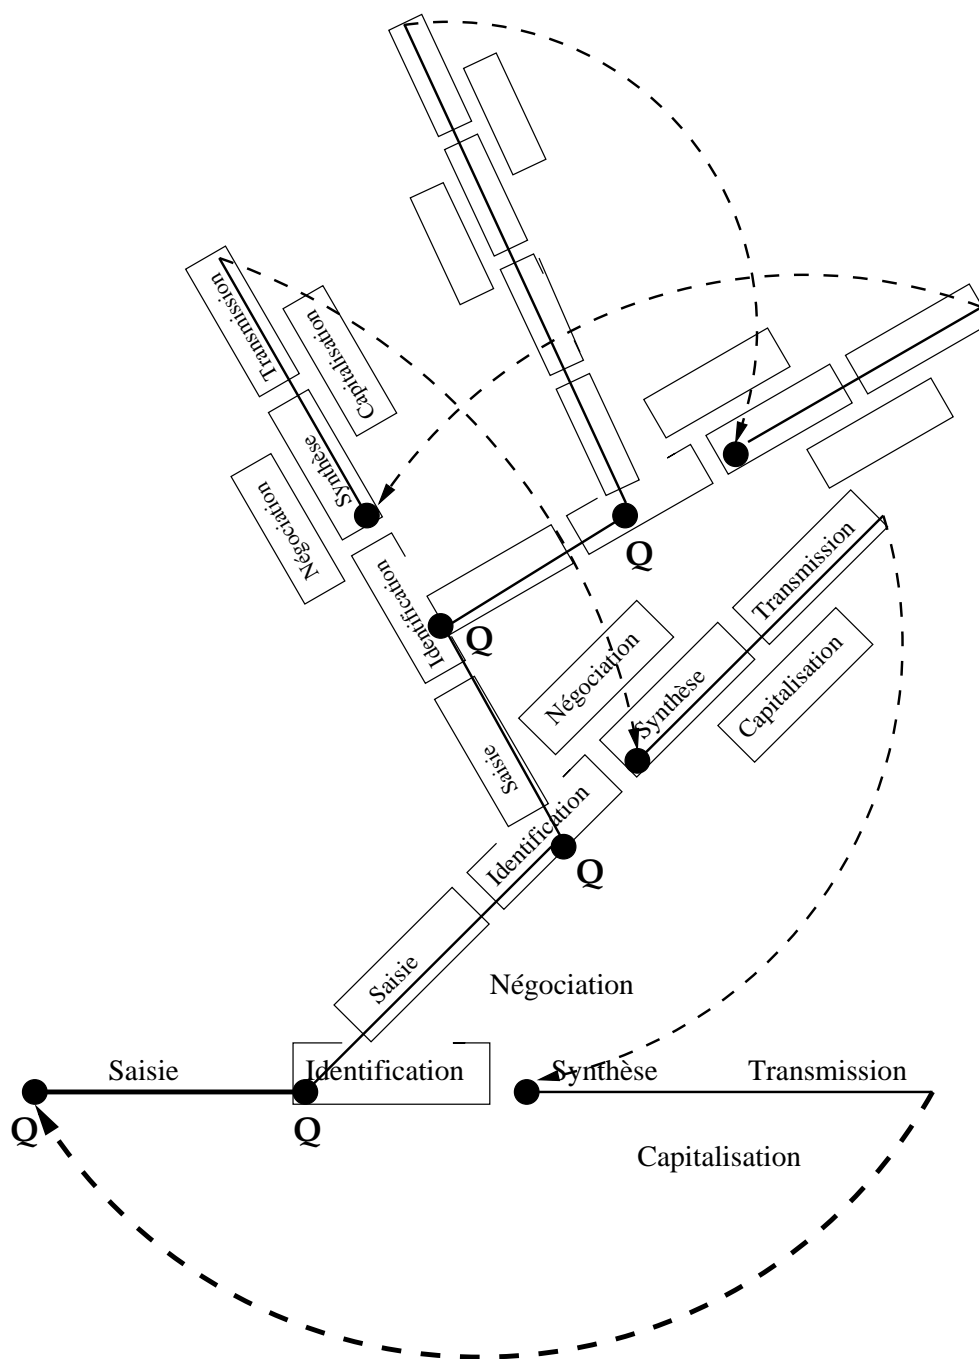 Transmission
Capitalisation
Synthèse
Négociation
Identification
Q
Q
Saisie
Transmission
Négociation
Synthèse
Capitalisation
Identification
Q
Saisie
Négociation
Saisie
Identification
Synthèse
Transmission
Q
Q
Capitalisation